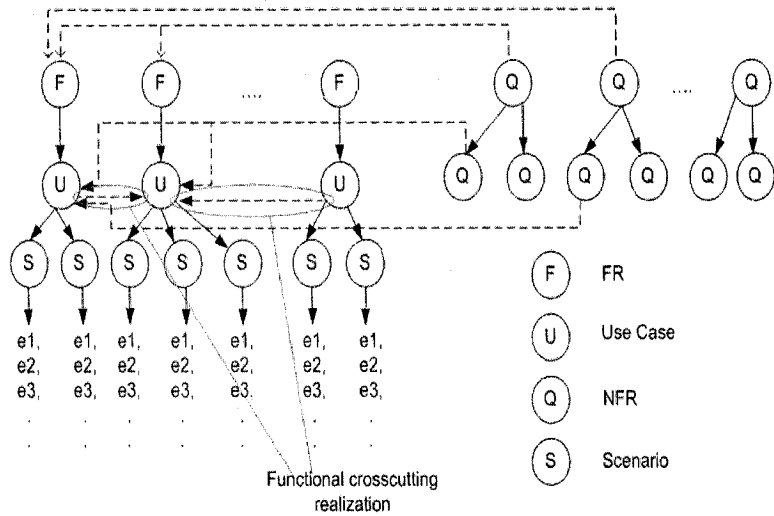 F F .... F Q Q .... Q
U U U Q Q Q Q Q Q
S S S S S S S
e1, e1, e1, e1, e1, e1, e1,
e2, e2, e2, e2, e2, e2, e2,
e3, e3, e3, e3, e3, e3, e3,
. . . . . . .
. . . . . . .
F FR
U Use Case
Q NFR
S Scenario
Functional crosscutting
realization